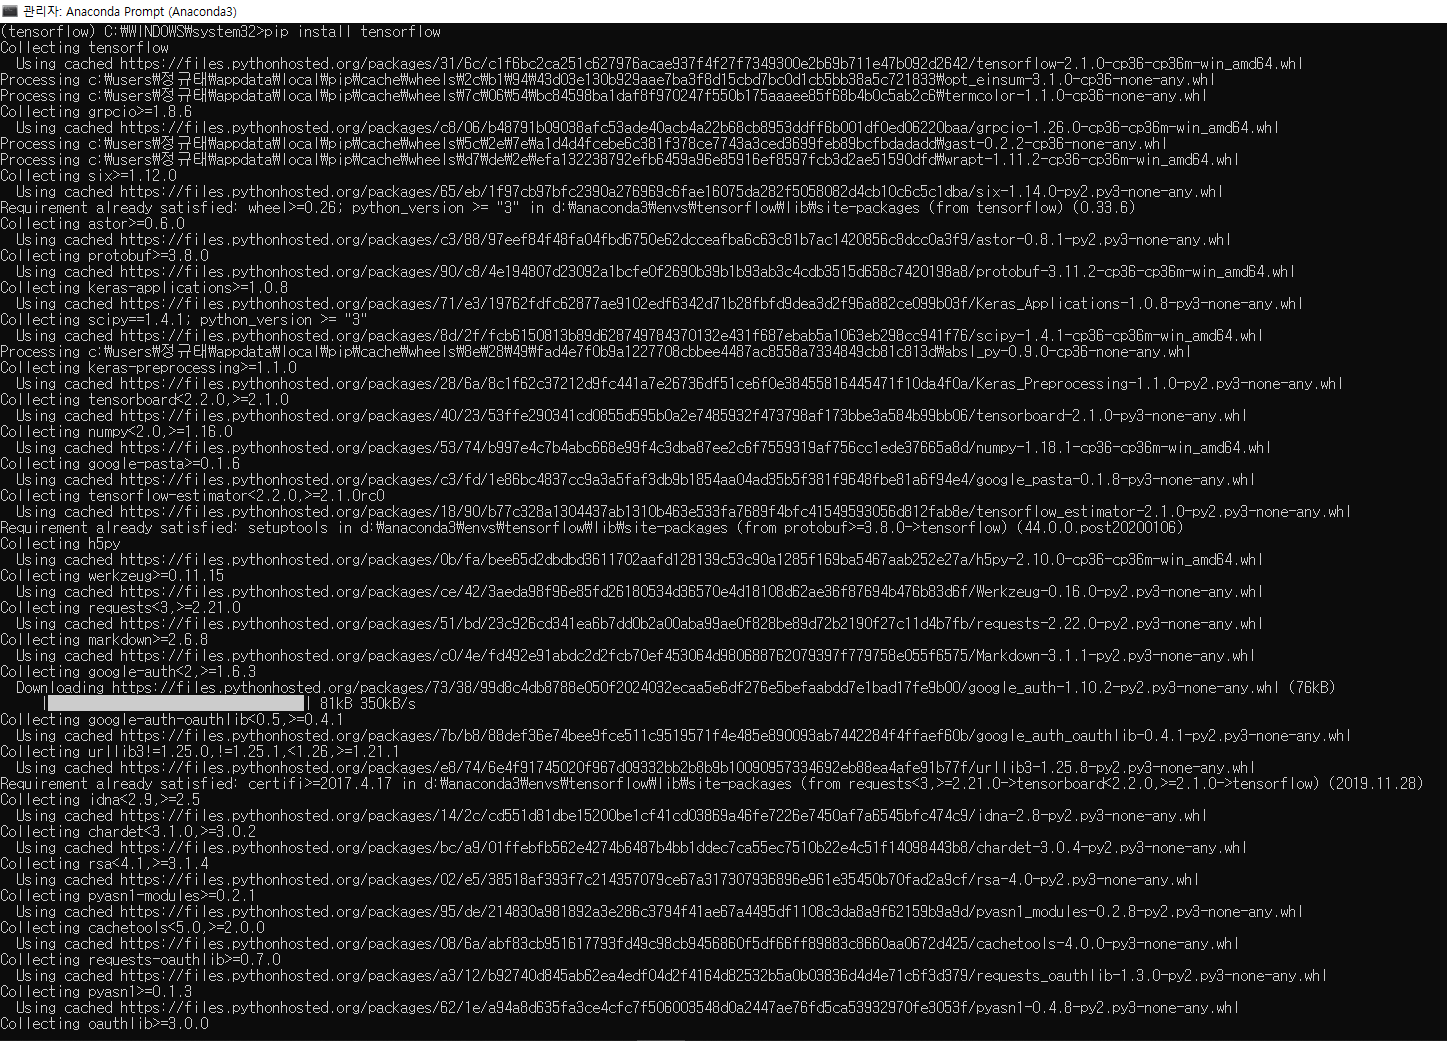 관리자: Anaconda Prompt (Anaconda3)
(tensorflow) C:₩WINDOWS₩system32>pip install tensorflow
Collecting tensorflow
  Using cached https://files.pythonhosted.org/packages/31/6c/c1f6bc2ca251c627976acae937f4f27f7349300e2b69b711e47b092d2642/tensorflow-2.1.0-cp36-cp36m-win_amd64.whl
Processing c:₩users₩정규태₩appdata₩local₩pip₩cache₩wheels₩2c₩b1₩94₩43d03e130b929aae7ba3f8d15cbd7bc0d1cb5bb38a5c721833₩opt_einsum-3.1.0-cp36-none-any.whl
Processing c:₩users₩정규태₩appdata₩local₩pip₩cache₩wheels₩7c₩06₩54₩bc84598ba1daf8f970247f550b175aaaee85f68b4b0c5ab2c6₩termcolor-1.1.0-cp36-none-any.whl
Collecting grpcio>=1.8.6
  Using cached https://files.pythonhosted.org/packages/c8/06/b48791b09038afc53ade40acb4a22b68cb8953ddff6b001df0ed06220baa/grpcio-1.26.0-cp36-cp36m-win_amd64.whl
Processing c:₩users₩정규태₩appdata₩local₩pip₩cache₩wheels₩5c₩2e₩7e₩a1d4d4fcebe6c381f378ce7743a3ced3699feb89bcfbdadadd₩gast-0.2.2-cp36-none-any.whl
Processing c:₩users₩정규태₩appdata₩local₩pip₩cache₩wheels₩d7₩de₩2e₩efa132238792efb6459a96e85916ef8597fcb3d2ae51590dfd₩wrapt-1.11.2-cp36-cp36m-win_amd64.whl
Collecting six>=1.12.0
  Using cached https://files.pythonhosted.org/packages/65/eb/1f97cb97bfc2390a276969c6fae16075da282f5058082d4cb10c6c5c1dba/six-1.14.0-py2.py3-none-any.whl
Requirement already satisfied: wheel>=0.26; python_version >= "3" in d:₩anaconda3₩envs₩tensorflow₩lib₩site-packages (from tensorflow) (0.33.6)
Collecting astor>=0.6.0
  Using cached https://files.pythonhosted.org/packages/c3/88/97eef84f48fa04fbd6750e62dcceafba6c63c81b7ac1420856c8dcc0a3f9/astor-0.8.1-py2.py3-none-any.whl
Collecting protobuf>=3.8.0
  Using cached https://files.pythonhosted.org/packages/90/c8/4e194807d23092a1bcfe0f2690b39b1b93ab3c4cdb3515d658c7420198a8/protobuf-3.11.2-cp36-cp36m-win_amd64.whl
Collecting keras-applications>=1.0.8
  Using cached https://files.pythonhosted.org/packages/71/e3/19762fdfc62877ae9102edf6342d71b28fbfd9dea3d2f96a882ce099b03f/Keras_Applications-1.0.8-py3-none-any.whl
Collecting scipy==1.4.1; python_version >= "3"
  Using cached https://files.pythonhosted.org/packages/8d/2f/fcb6150813b89d628749784370132e431f687ebab5a1063eb298cc941f76/scipy-1.4.1-cp36-cp36m-win_amd64.whl
Processing c:₩users₩정규태₩appdata₩local₩pip₩cache₩wheels₩8e₩28₩49₩fad4e7f0b9a1227708cbbee4487ac8558a7334849cb81c813d₩absl_py-0.9.0-cp36-none-any.whl
Collecting keras-preprocessing>=1.1.0
  Using cached https://files.pythonhosted.org/packages/28/6a/8c1f62c37212d9fc441a7e26736df51ce6f0e38455816445471f10da4f0a/Keras_Preprocessing-1.1.0-py2.py3-none-any.whl
Collecting tensorboard<2.2.0,>=2.1.0
  Using cached https://files.pythonhosted.org/packages/40/23/53ffe290341cd0855d595b0a2e7485932f473798af173bbe3a584b99bb06/tensorboard-2.1.0-py3-none-any.whl
Collecting numpy<2.0,>=1.16.0
  Using cached https://files.pythonhosted.org/packages/53/74/b997e4c7b4abc668e99f4c3dba87ee2c6f7559319af756cc1ede37665a8d/numpy-1.18.1-cp36-cp36m-win_amd64.whl
Collecting google-pasta>=0.1.6
  Using cached https://files.pythonhosted.org/packages/c3/fd/1e86bc4837cc9a3a5faf3db9b1854aa04ad35b5f381f9648fbe81a6f94e4/google_pasta-0.1.8-py3-none-any.whl
Collecting tensorflow-estimator<2.2.0,>=2.1.0rc0
  Using cached https://files.pythonhosted.org/packages/18/90/b77c328a1304437ab1310b463e533fa7689f4bfc41549593056d812fab8e/tensorflow_estimator-2.1.0-py2.py3-none-any.whl
Requirement already satisfied: setuptools in d:₩anaconda3₩envs₩tensorflow₩lib₩site-packages (from protobuf>=3.8.0->tensorflow) (44.0.0.post20200106)
Collecting h5py
  Using cached https://files.pythonhosted.org/packages/0b/fa/bee65d2dbdbd3611702aafd128139c53c90a1285f169ba5467aab252e27a/h5py-2.10.0-cp36-cp36m-win_amd64.whl
Collecting werkzeug>=0.11.15
  Using cached https://files.pythonhosted.org/packages/ce/42/3aeda98f96e85fd26180534d36570e4d18108d62ae36f87694b476b83d6f/Werkzeug-0.16.0-py2.py3-none-any.whl
Collecting requests<3,>=2.21.0
  Using cached https://files.pythonhosted.org/packages/51/bd/23c926cd341ea6b7dd0b2a00aba99ae0f828be89d72b2190f27c11d4b7fb/requests-2.22.0-py2.py3-none-any.whl
Collecting markdown>=2.6.8
  Using cached https://files.pythonhosted.org/packages/c0/4e/fd492e91abdc2d2fcb70ef453064d980688762079397f779758e055f6575/Markdown-3.1.1-py2.py3-none-any.whl
Collecting google-auth<2,>=1.6.3
  Downloading https://files.pythonhosted.org/packages/73/38/99d8c4db8788e050f2024032ecaa5e6df276e5befaabdd7e1bad17fe9b00/google_auth-1.10.2-py2.py3-none-any.whl (76kB)
| | 81kB 350kB/s
Collecting google-auth-oauthlib<0.5,>=0.4.1
  Using cached https://files.pythonhosted.org/packages/7b/b8/88def36e74bee9fce511c9519571f4e485e890093ab7442284f4ffaef60b/google_auth_oauthlib-0.4.1-py2.py3-none-any.whl
Collecting urllib3!=1.25.0,!=1.25.1,<1.26,>=1.21.1
  Using cached https://files.pythonhosted.org/packages/e8/74/6e4f91745020f967d09332bb2b8b9b10090957334692eb88ea4afe91b77f/urllib3-1.25.8-py2.py3-none-any.whl
Requirement already satisfied: certifi>=2017.4.17 in d:₩anaconda3₩envs₩tensorflow₩lib₩site-packages (from requests<3,>=2.21.0->tensorboard<2.2.0,>=2.1.0->tensorflow) (2019.11.28)
Collecting idna<2.9,>=2.5
  Using cached https://files.pythonhosted.org/packages/14/2c/cd551d81dbe15200be1cf41cd03869a46fe7226e7450af7a6545bfc474c9/idna-2.8-py2.py3-none-any.whl
Collecting chardet<3.1.0,>=3.0.2
  Using cached https://files.pythonhosted.org/packages/bc/a9/01ffebfb562e4274b6487b4bb1ddec7ca55ec7510b22e4c51f14098443b8/chardet-3.0.4-py2.py3-none-any.whl
Collecting rsa<4.1,>=3.1.4
  Using cached https://files.pythonhosted.org/packages/02/e5/38518af393f7c214357079ce67a317307936896e961e35450b70fad2a9cf/rsa-4.0-py2.py3-none-any.whl
Collecting pyasn1-modules>=0.2.1
  Using cached https://files.pythonhosted.org/packages/95/de/214830a981892a3e286c3794f41ae67a4495df1108c3da8a9f62159b9a9d/pyasn1_modules-0.2.8-py2.py3-none-any.whl
Collecting cachetools<5.0,>=2.0.0
  Using cached https://files.pythonhosted.org/packages/08/6a/abf83cb951617793fd49c98cb9456860f5df66ff89883c8660aa0672d425/cachetools-4.0.0-py3-none-any.whl
Collecting requests-oauthlib>=0.7.0
  Using cached https://files.pythonhosted.org/packages/a3/12/b92740d845ab62ea4edf04d2f4164d82532b5a0b03836d4d4e71c6f3d379/requests_oauthlib-1.3.0-py2.py3-none-any.whl
Collecting pyasn1>=0.1.3
  Using cached https://files.pythonhosted.org/packages/62/1e/a94a8d635fa3ce4cfc7f506003548d0a2447ae76fd5ca53932970fe3053f/pyasn1-0.4.8-py2.py3-none-any.whl
Collecting oauthlib>=3.0.0